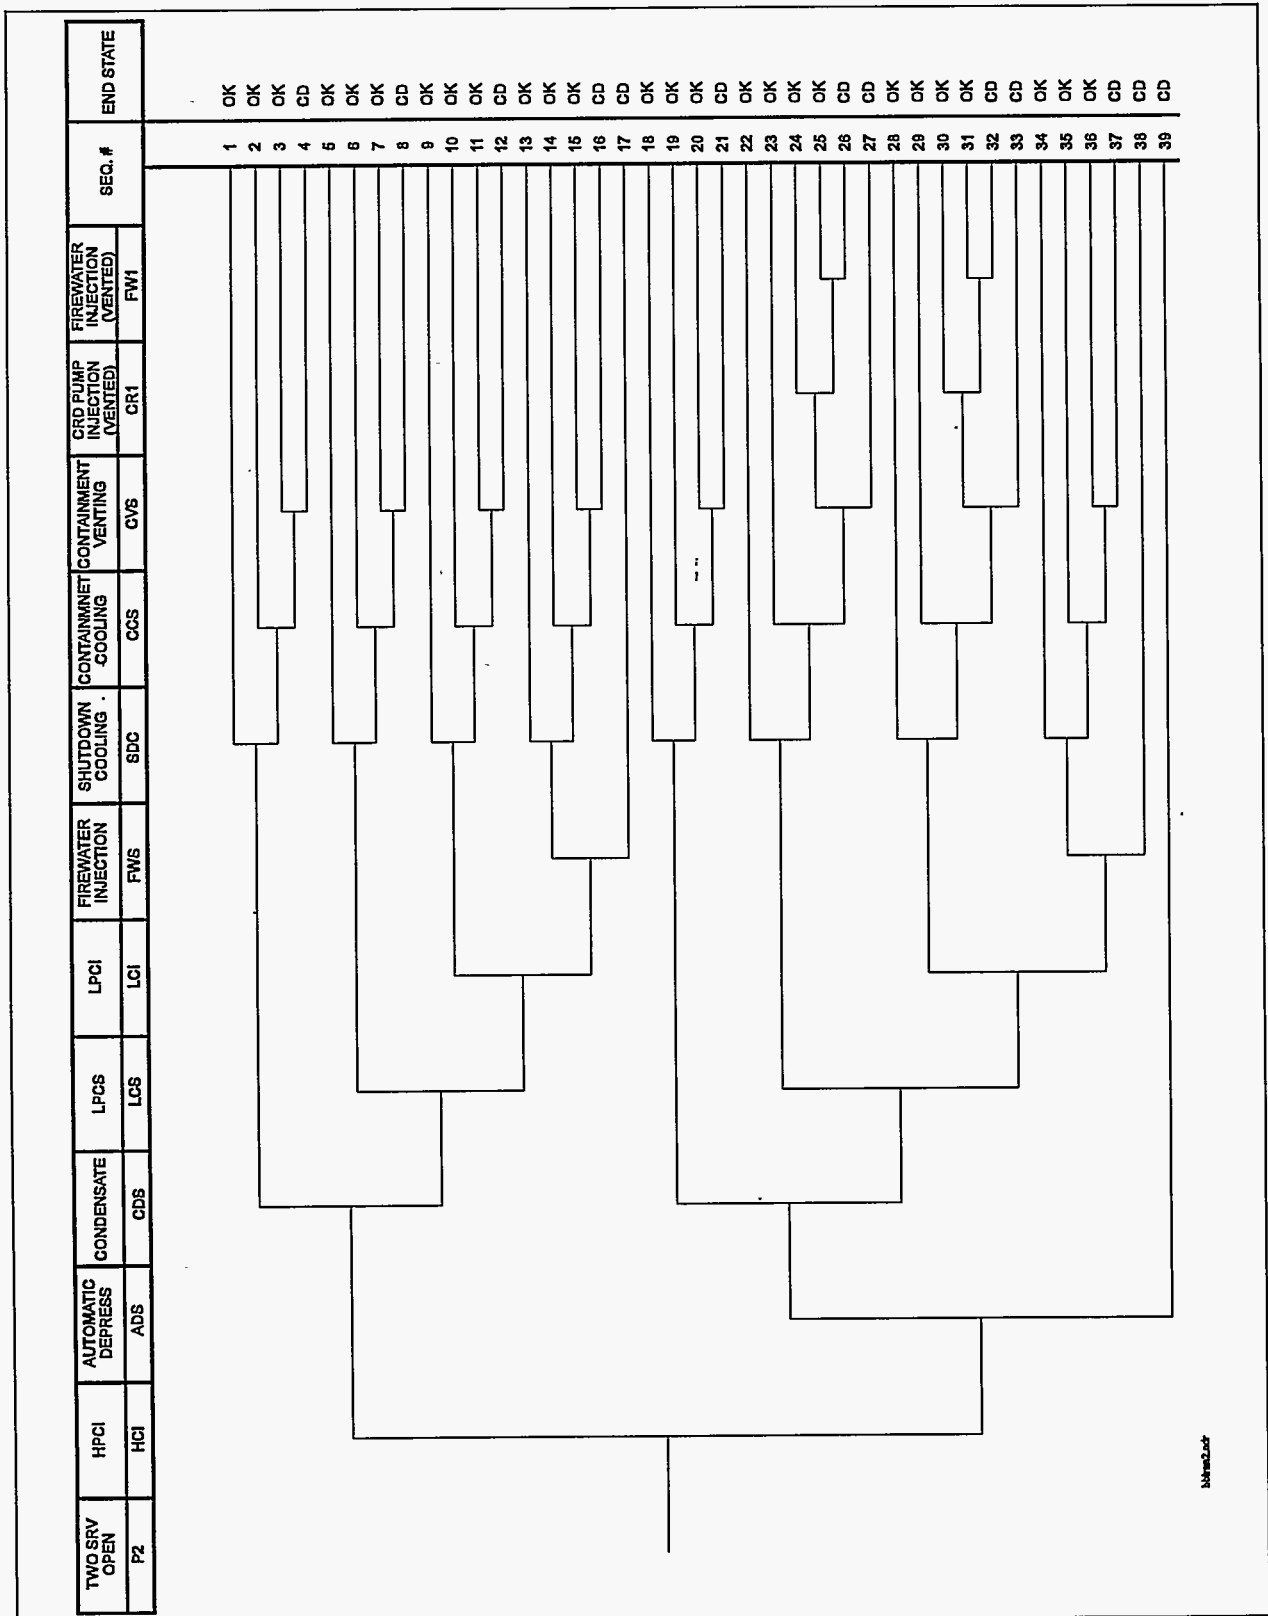 TWO SRV
OPEN
HPCI
AUTOMATIC
DEPRESS
CONDENSATE
LPCS
LPCI
FIREWATER
INJECTION
SHUTDOWN
COOLING
CONTAINMNET
COOLING
CONTAINMENT
VENTING
CRD PUMP
INJECTION
(VENTED)
FIREWATER
INJECTION
(VENTED)
SEQ. #
END STATE
P2
HCI
ADS
CDS
LCS
LCI
FWS
SDC
CCS
CVS
CR1
FW1
1 OK
2 OK
3 OK
4 CD
5 OK
6 OK
7 OK
8 CD
9 OK
10 OK
11 OK
12 CD
13 OK
14 OK
15 OK
16 CD
17 CD
18 OK
19 OK
20 OK
21 CD
22 OK
23 OK
24 OK
25 OK
26 CD
27 CD
28 OK
29 OK
30 OK
31 OK
32 CD
33 CD
34 OK
35 OK
36 OK
37 CD
38 CD
39 CD